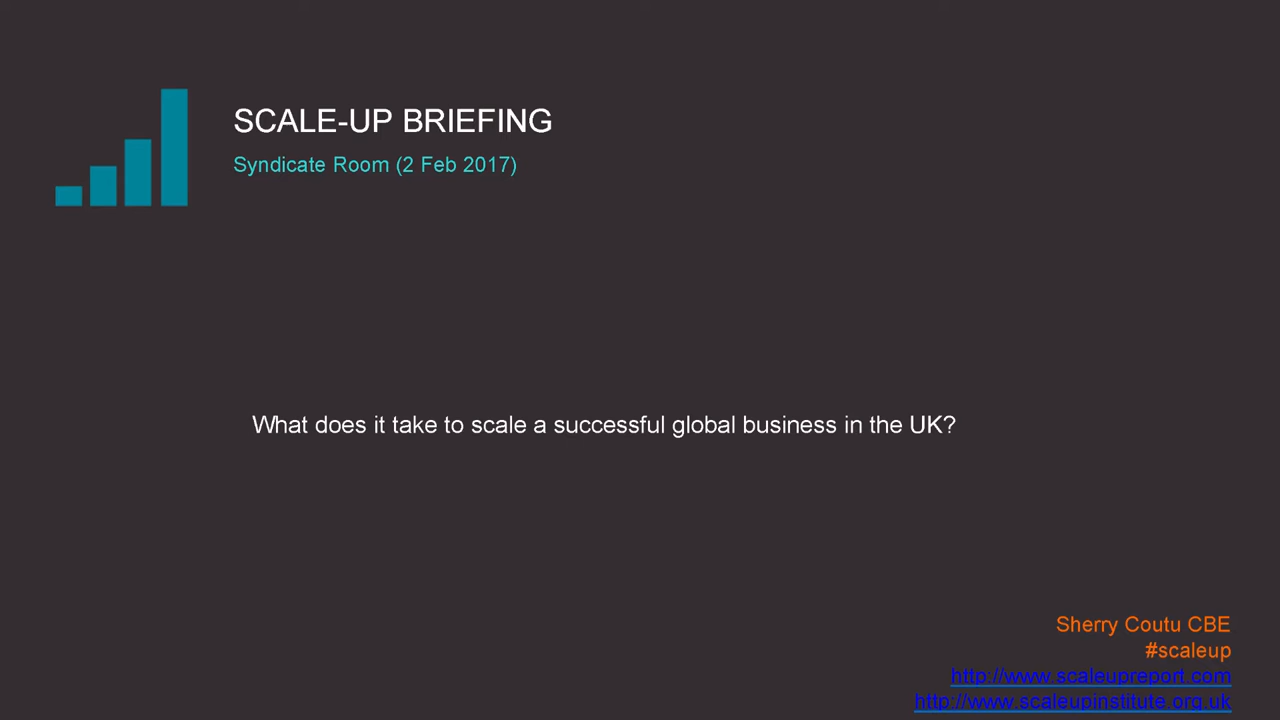 SCALE-UP BRIEFING
Syndicate Room (2 Feb 2017)
What does it take to scale a successful global business in the UK?
Sherry Coutu CBE
#scaleup
http://www.scaleupreport.com
http://www.scaleupinstitute.org.uk